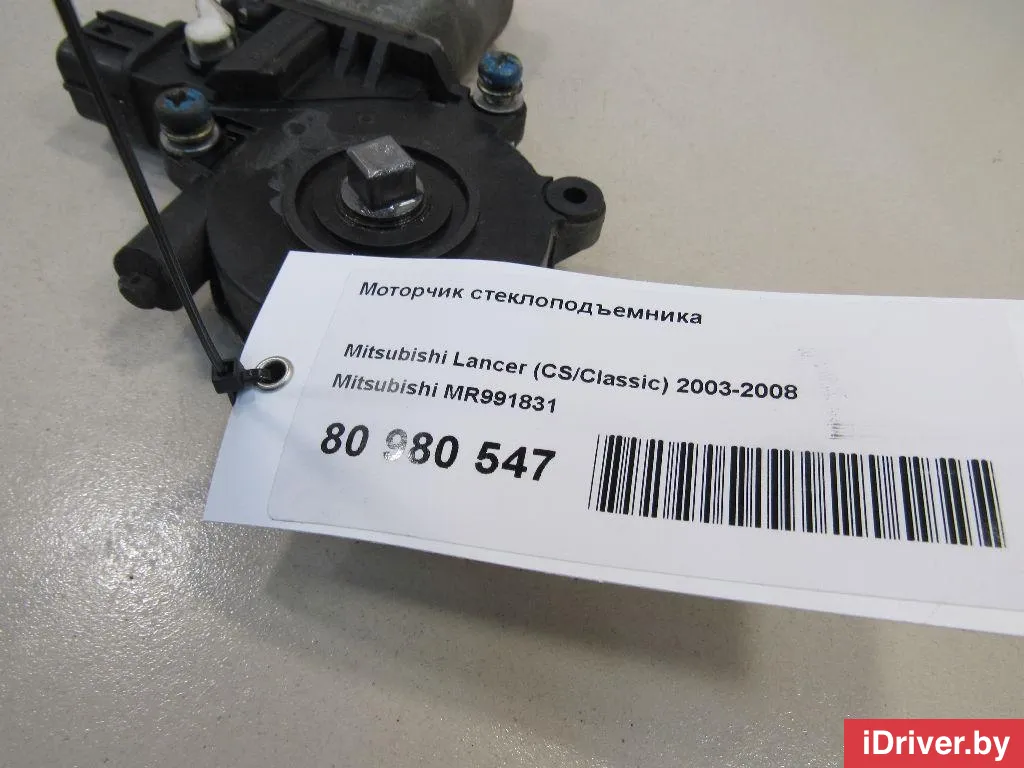 Моторчик стеклоподъемника
Mitsubishi Lancer (CS/Classic) 2003-2008
Mitsubishi MR991831
80 980 547
iDriver.by